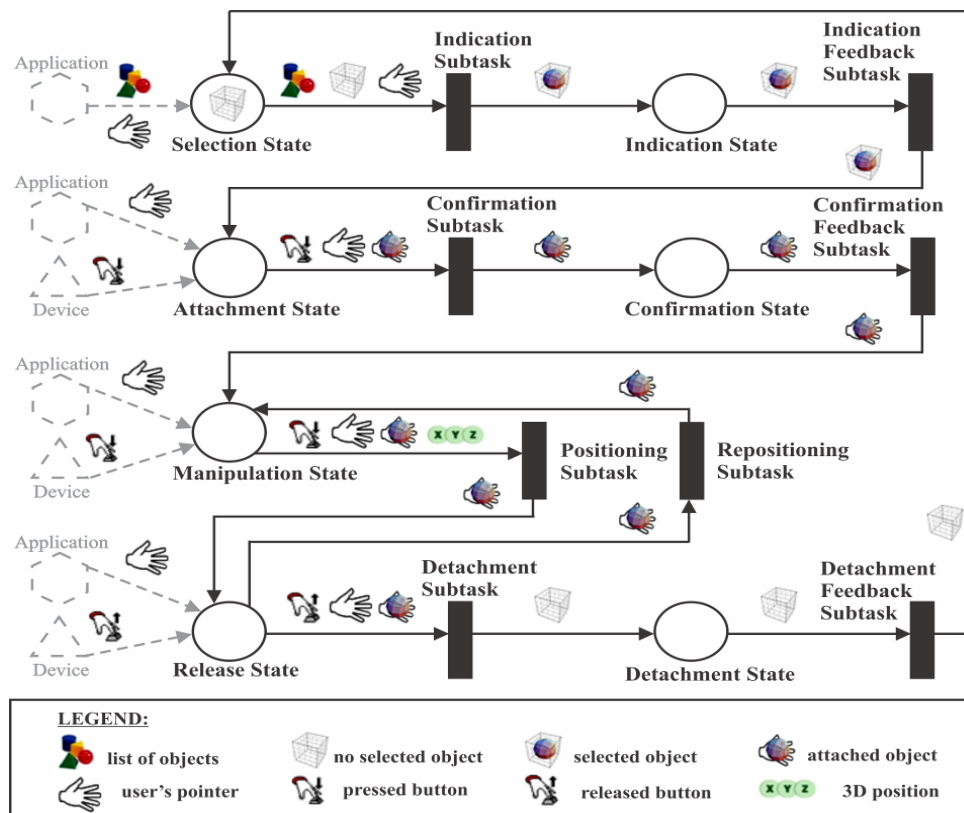 Application
Indication
Subtask
Indication
Feedback
Subtask
Selection State
Indication State
Application
Device
Confirmation
Subtask
Confirmation
Feedback
Subtask
Attachment State
Confirmation State
Application
Device
X Y Z
Manipulation State
Positioning
Subtask
Repositioning
Subtask
Application
Device
Detachment
Subtask
Detachment
Feedback
Subtask
Release State
Detachment State
LEGEND:
list of objects
no selected object
selected object
attached object
user's pointer
pressed button
released button
X Y Z
3D position